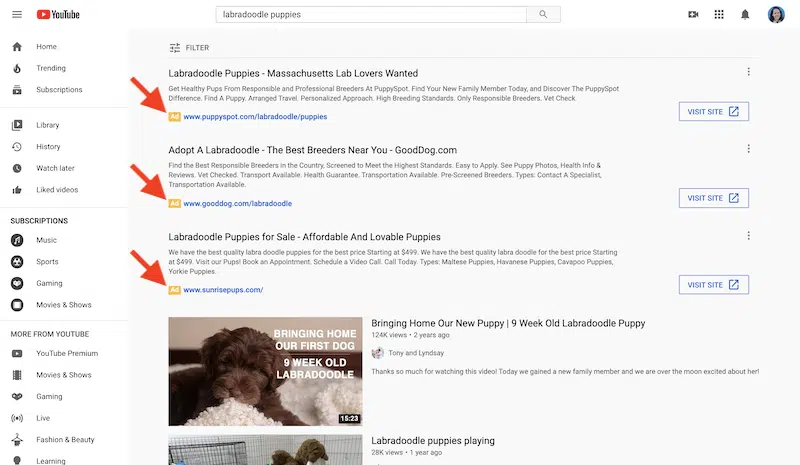 YouTube
labradoodle puppies
Home
Trending
Subscriptions
Library
History
Watch later
Liked videos
SUBSCRIPTIONS
Music
Sports
Gaming
Movies & Shows
MORE FROM YOUTUBE
YouTube Premium
Movies & Shows
Gaming
Live
Fashion & Beauty
Learning
FILTER
Labradoodle Puppies - Massachusetts Lab Lovers Wanted
Get Healthy Pups From Responsible and Professional Breeders At PuppySpot. Find Your New Family Member Today, and Discover The PuppySpot
Difference. Find A Puppy. Arranged Travel. Personalized Approach. High Breeding Standards. Only Responsible Breeders. Vet Check
Ad www.puppyspot.com/labradoodle/puppies
VISIT SITE
Adopt A Labradoodle - The Best Breeders Near You - GoodDog.com
Find the Best Responsible Breeders in the Country, Screened to Meet the Highest Standards. Easy to Apply. See Puppy Photos, Health Info &
Reviews. Vet Checked. Transport Available. Health Guarantee. Transportation Available. Pre-Screened Breeders. Types: Contact A Specialist,
Transportation Available.
Ad www.gooddog.com/labradoodle
VISIT SITE
Labradoodle Puppies for Sale - Affordable And Lovable Puppies
We have the best quality labra doodle puppies for the best price Starting at $499. We have the best quality labra doodle for the best price Starting
at $499. Visit our Pups! Book an Appointment. Schedule a Video Call. Call Today. Types: Maltese Puppies, Havanese Puppies, Cavapoo Puppies,
Yorkie Puppies.
Ad www.sunrisepups.com/
VISIT SITE
BRINGING HOME
OUR FIRST DOG
9 WEEK OLD
LABRADOODLE
15:23
Bringing Home Our New Puppy | 9 Week Old Labradoodle Puppy
124K views • 2 years ago
Tony and Lyndsay
Thanks so much for watching this video! Today we gained a new family member and we are over the moon excited about her!
Labradoodle puppies playing
28K views • 1 year ago